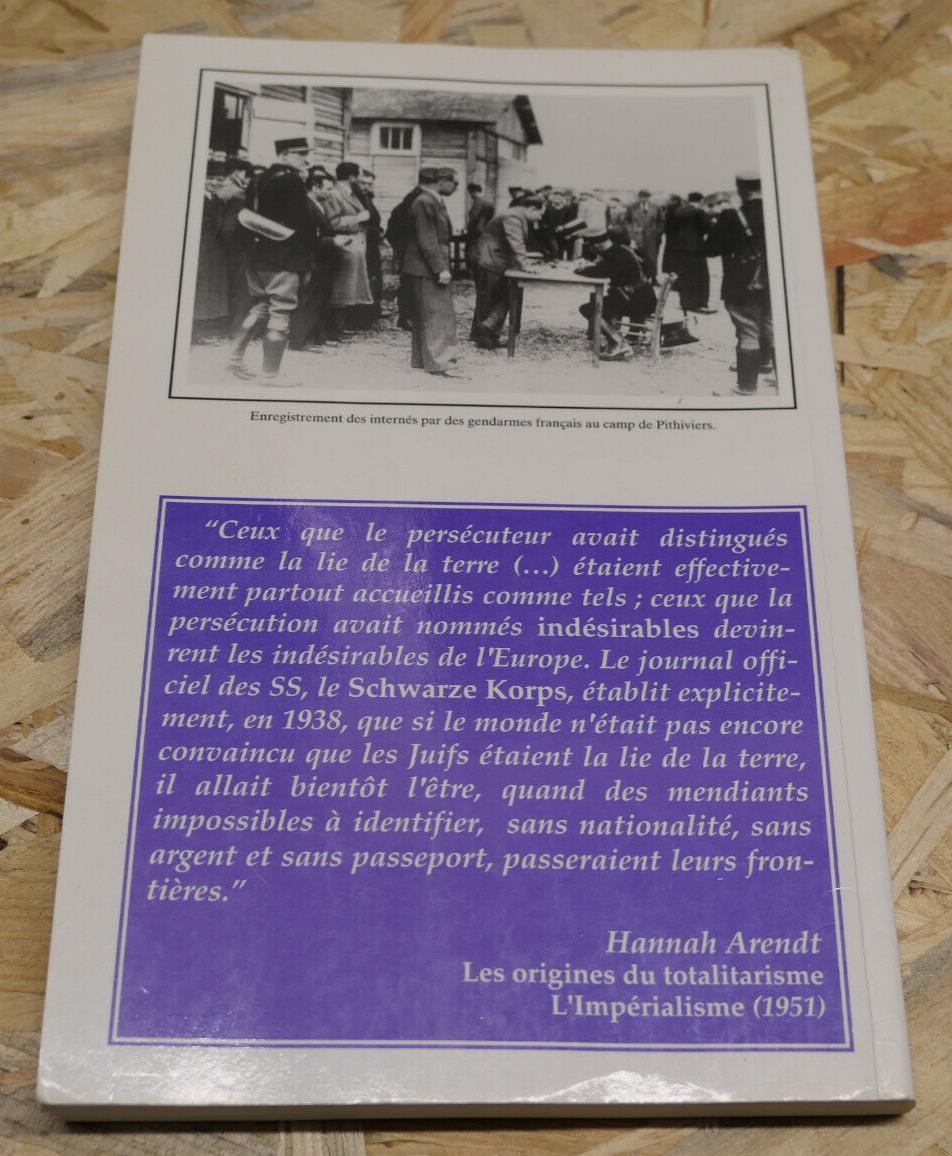 Enregistrement des internés par des gendarmes français au camp de Pithiviers.
“Ceux que le persécuteur avait distingués
comme la lie de la terre (...) étaient effective-
ment partout accueillis comme tels ; ceux que la
persécution avait nommés indésirables devin-
rent les indésirables de l'Europe. Le journal offi-
ciel des SS, le Schwarze Korps, établit explicite-
ment, en 1938, que si le monde n'était pas encore
convaincu que les Juifs étaient la lie de la terre,
il allait bientôt l'être, quand des mendiants
impossibles à identifier, sans nationalité, sans
argent et sans passeport, passeraient leurs fron-
tières.”
Hannah Arendt
Les origines du totalitarisme
L'Impérialisme (1951)